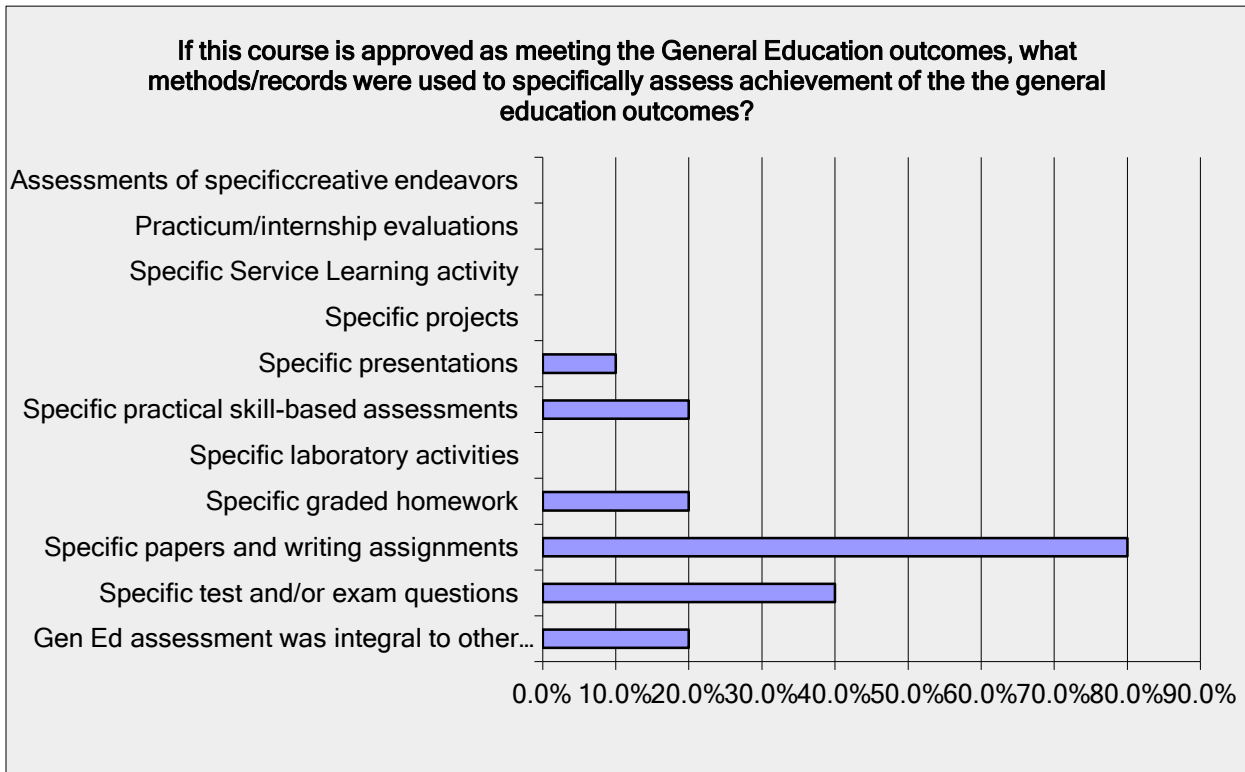 If this course is approved as meeting the General Education outcomes, what
methods/records were used to specifically assess achievement of the the general
education outcomes?
Assessments of specificcreative endeavors
Practicum/internship evaluations
Specific Service Learning activity
Specific projects
Specific presentations
Specific practical skill-based assessments
Specific laboratory activities
Specific graded homework
Specific papers and writing assignments
Specific test and/or exam questions
Gen Ed assessment was integral to other…
0.0% 10.0% 20.0% 30.0% 40.0% 50.0% 60.0% 70.0% 80.0% 90.0%